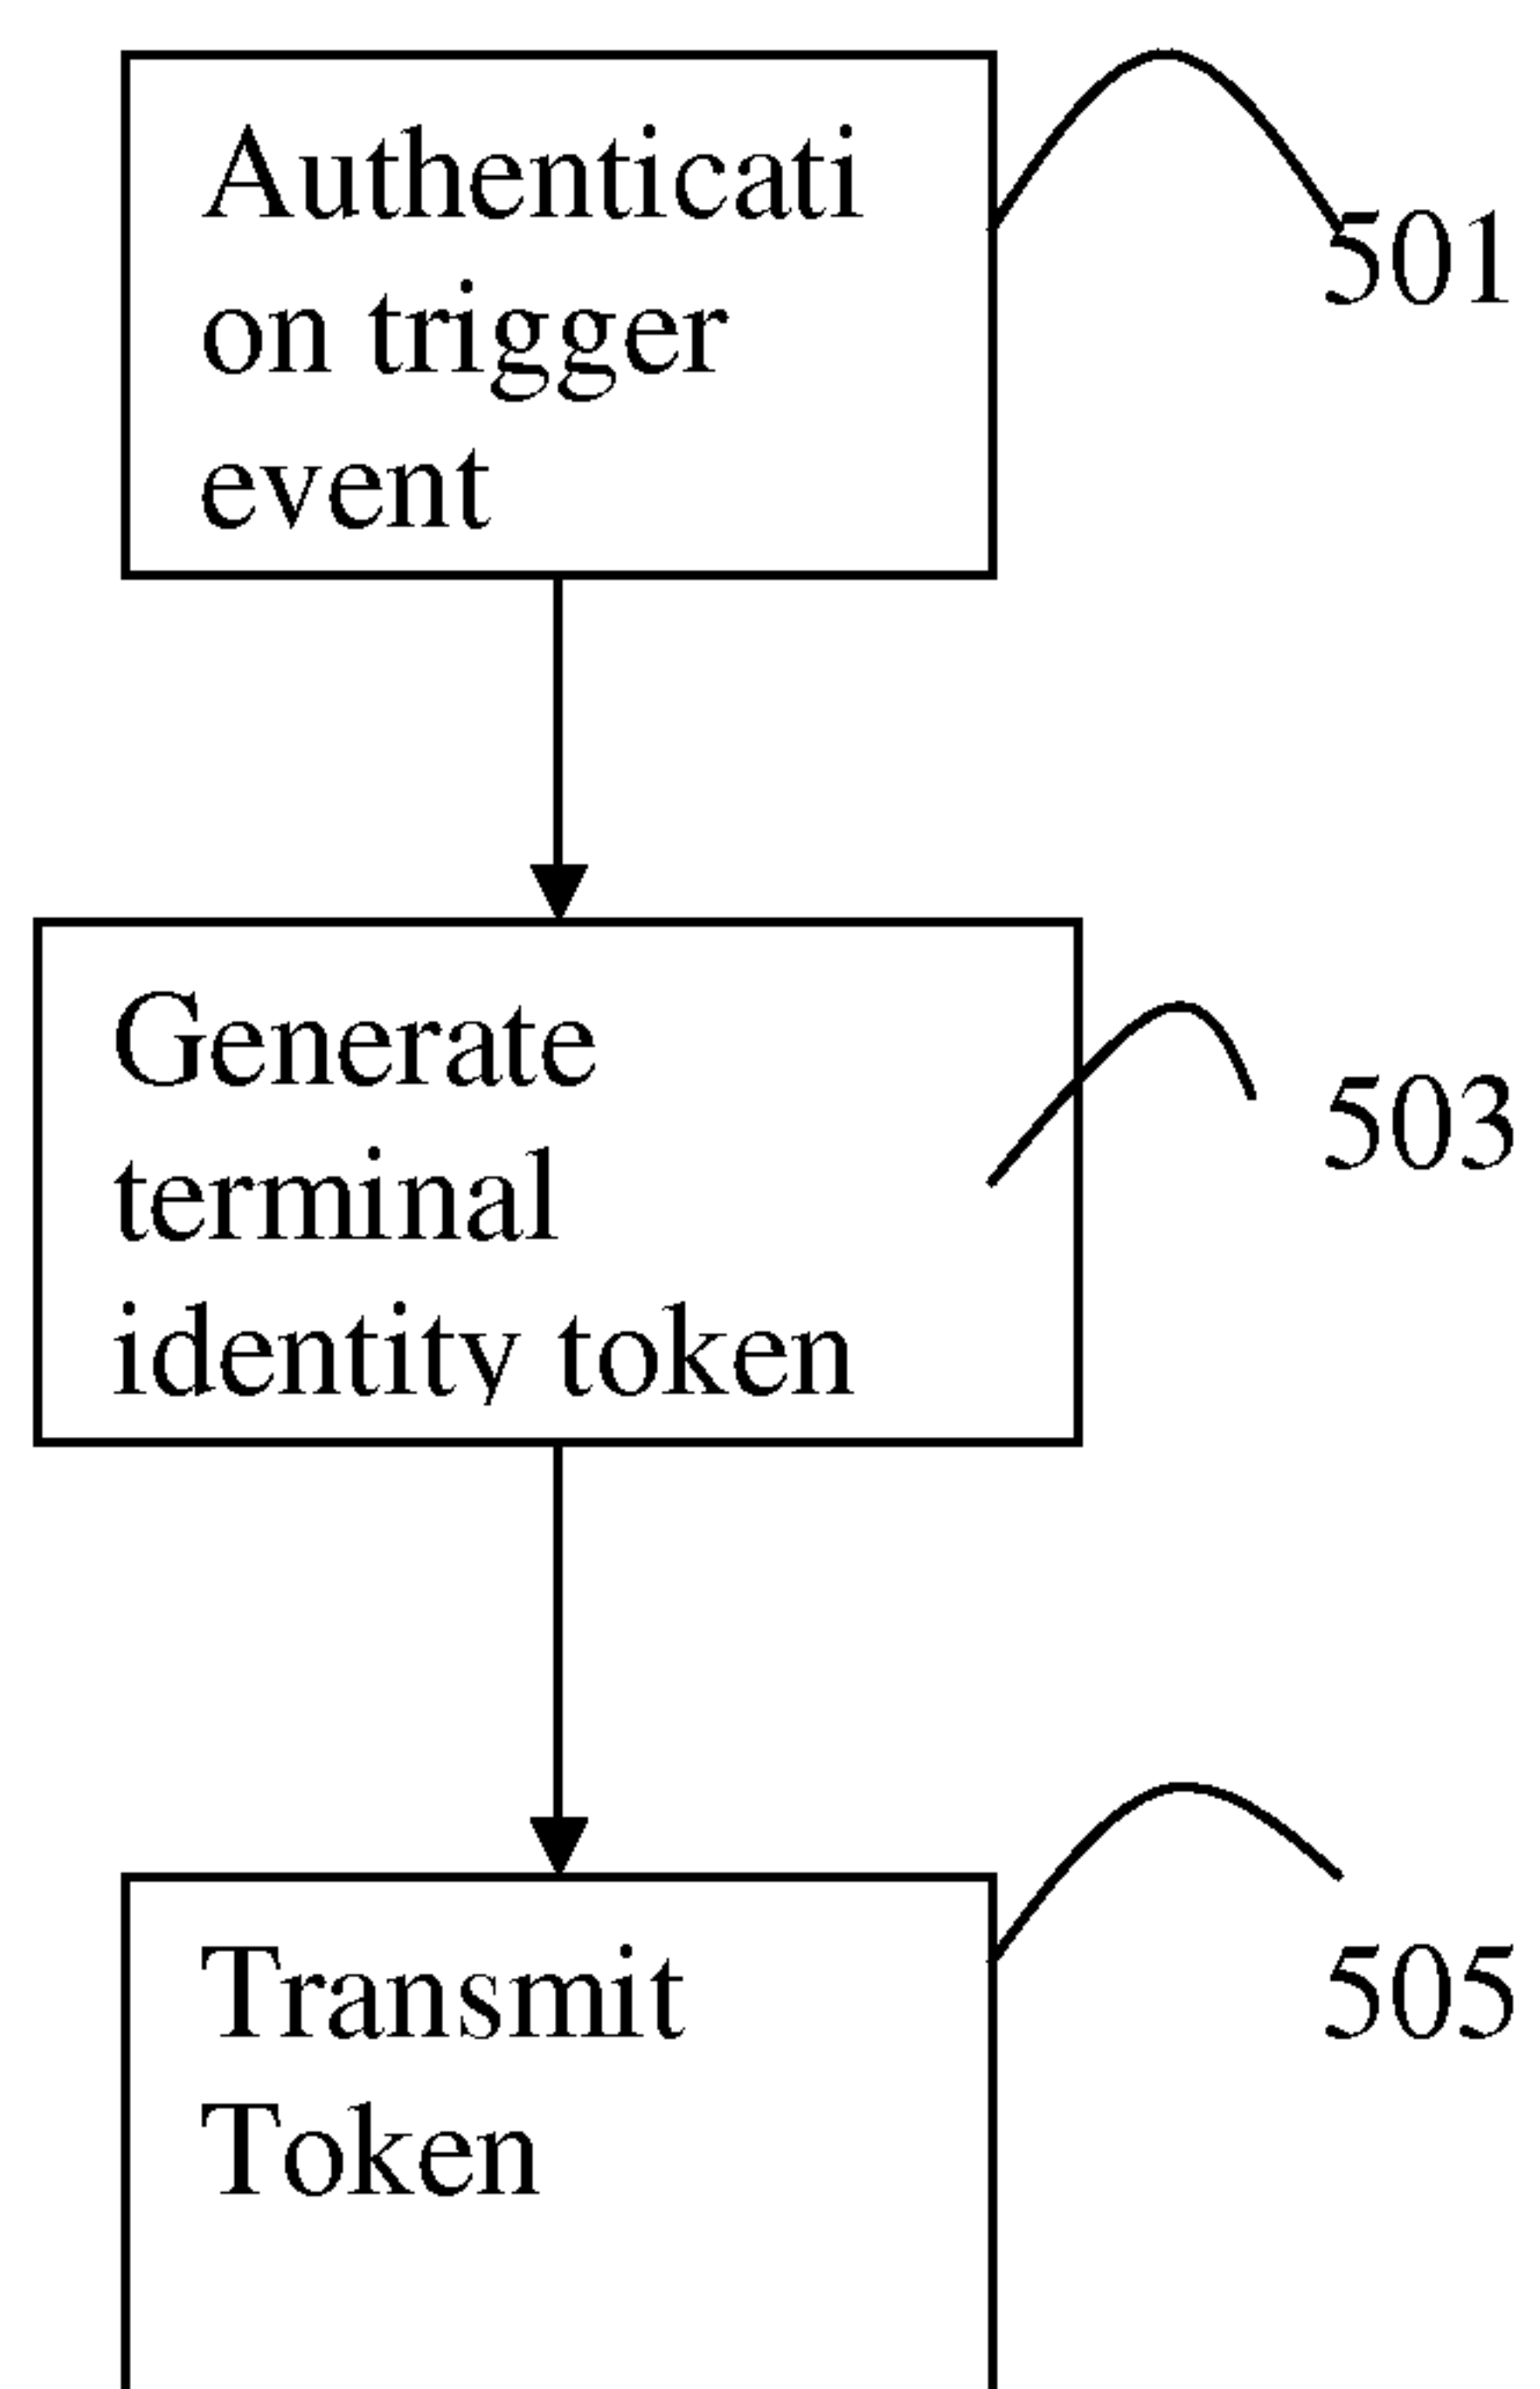 Authenticati
on trigger
event
501
Generate
terminal
identity token
503
Transmit
Token
505